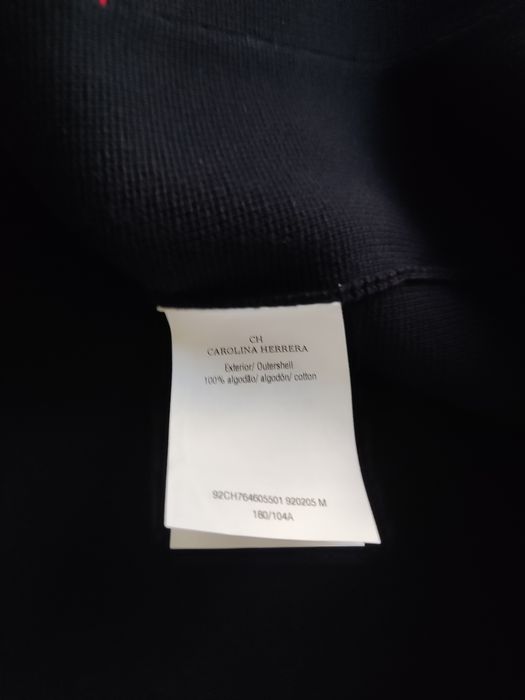 CH
CAROLINA HERRERA
Exterior/ Outershell
100% algodão/ algodón/ cotton
92CH764605501 920205 M
180/104A